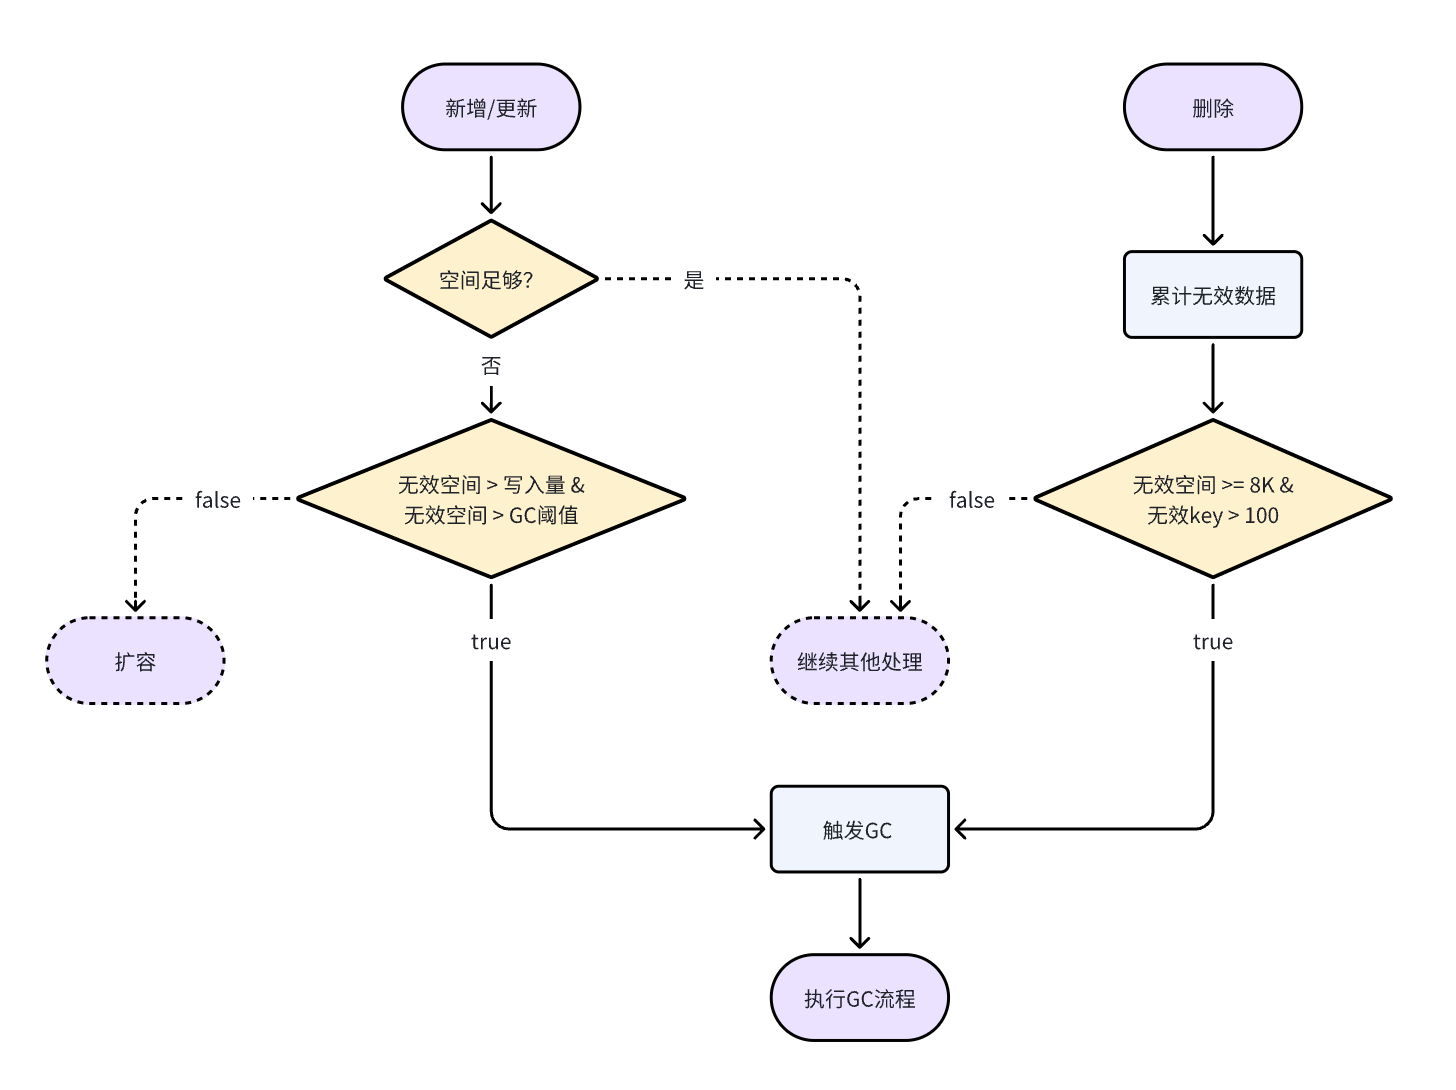 新增/更新
删除
空间足够？
是
累计无效数据
否
无效空间 > 写入量 &
无效空间 > GC阈值
false
无效空间 >= 8K &
无效key > 100
false
扩容
true
继续其他处理
true
触发GC
执行GC流程